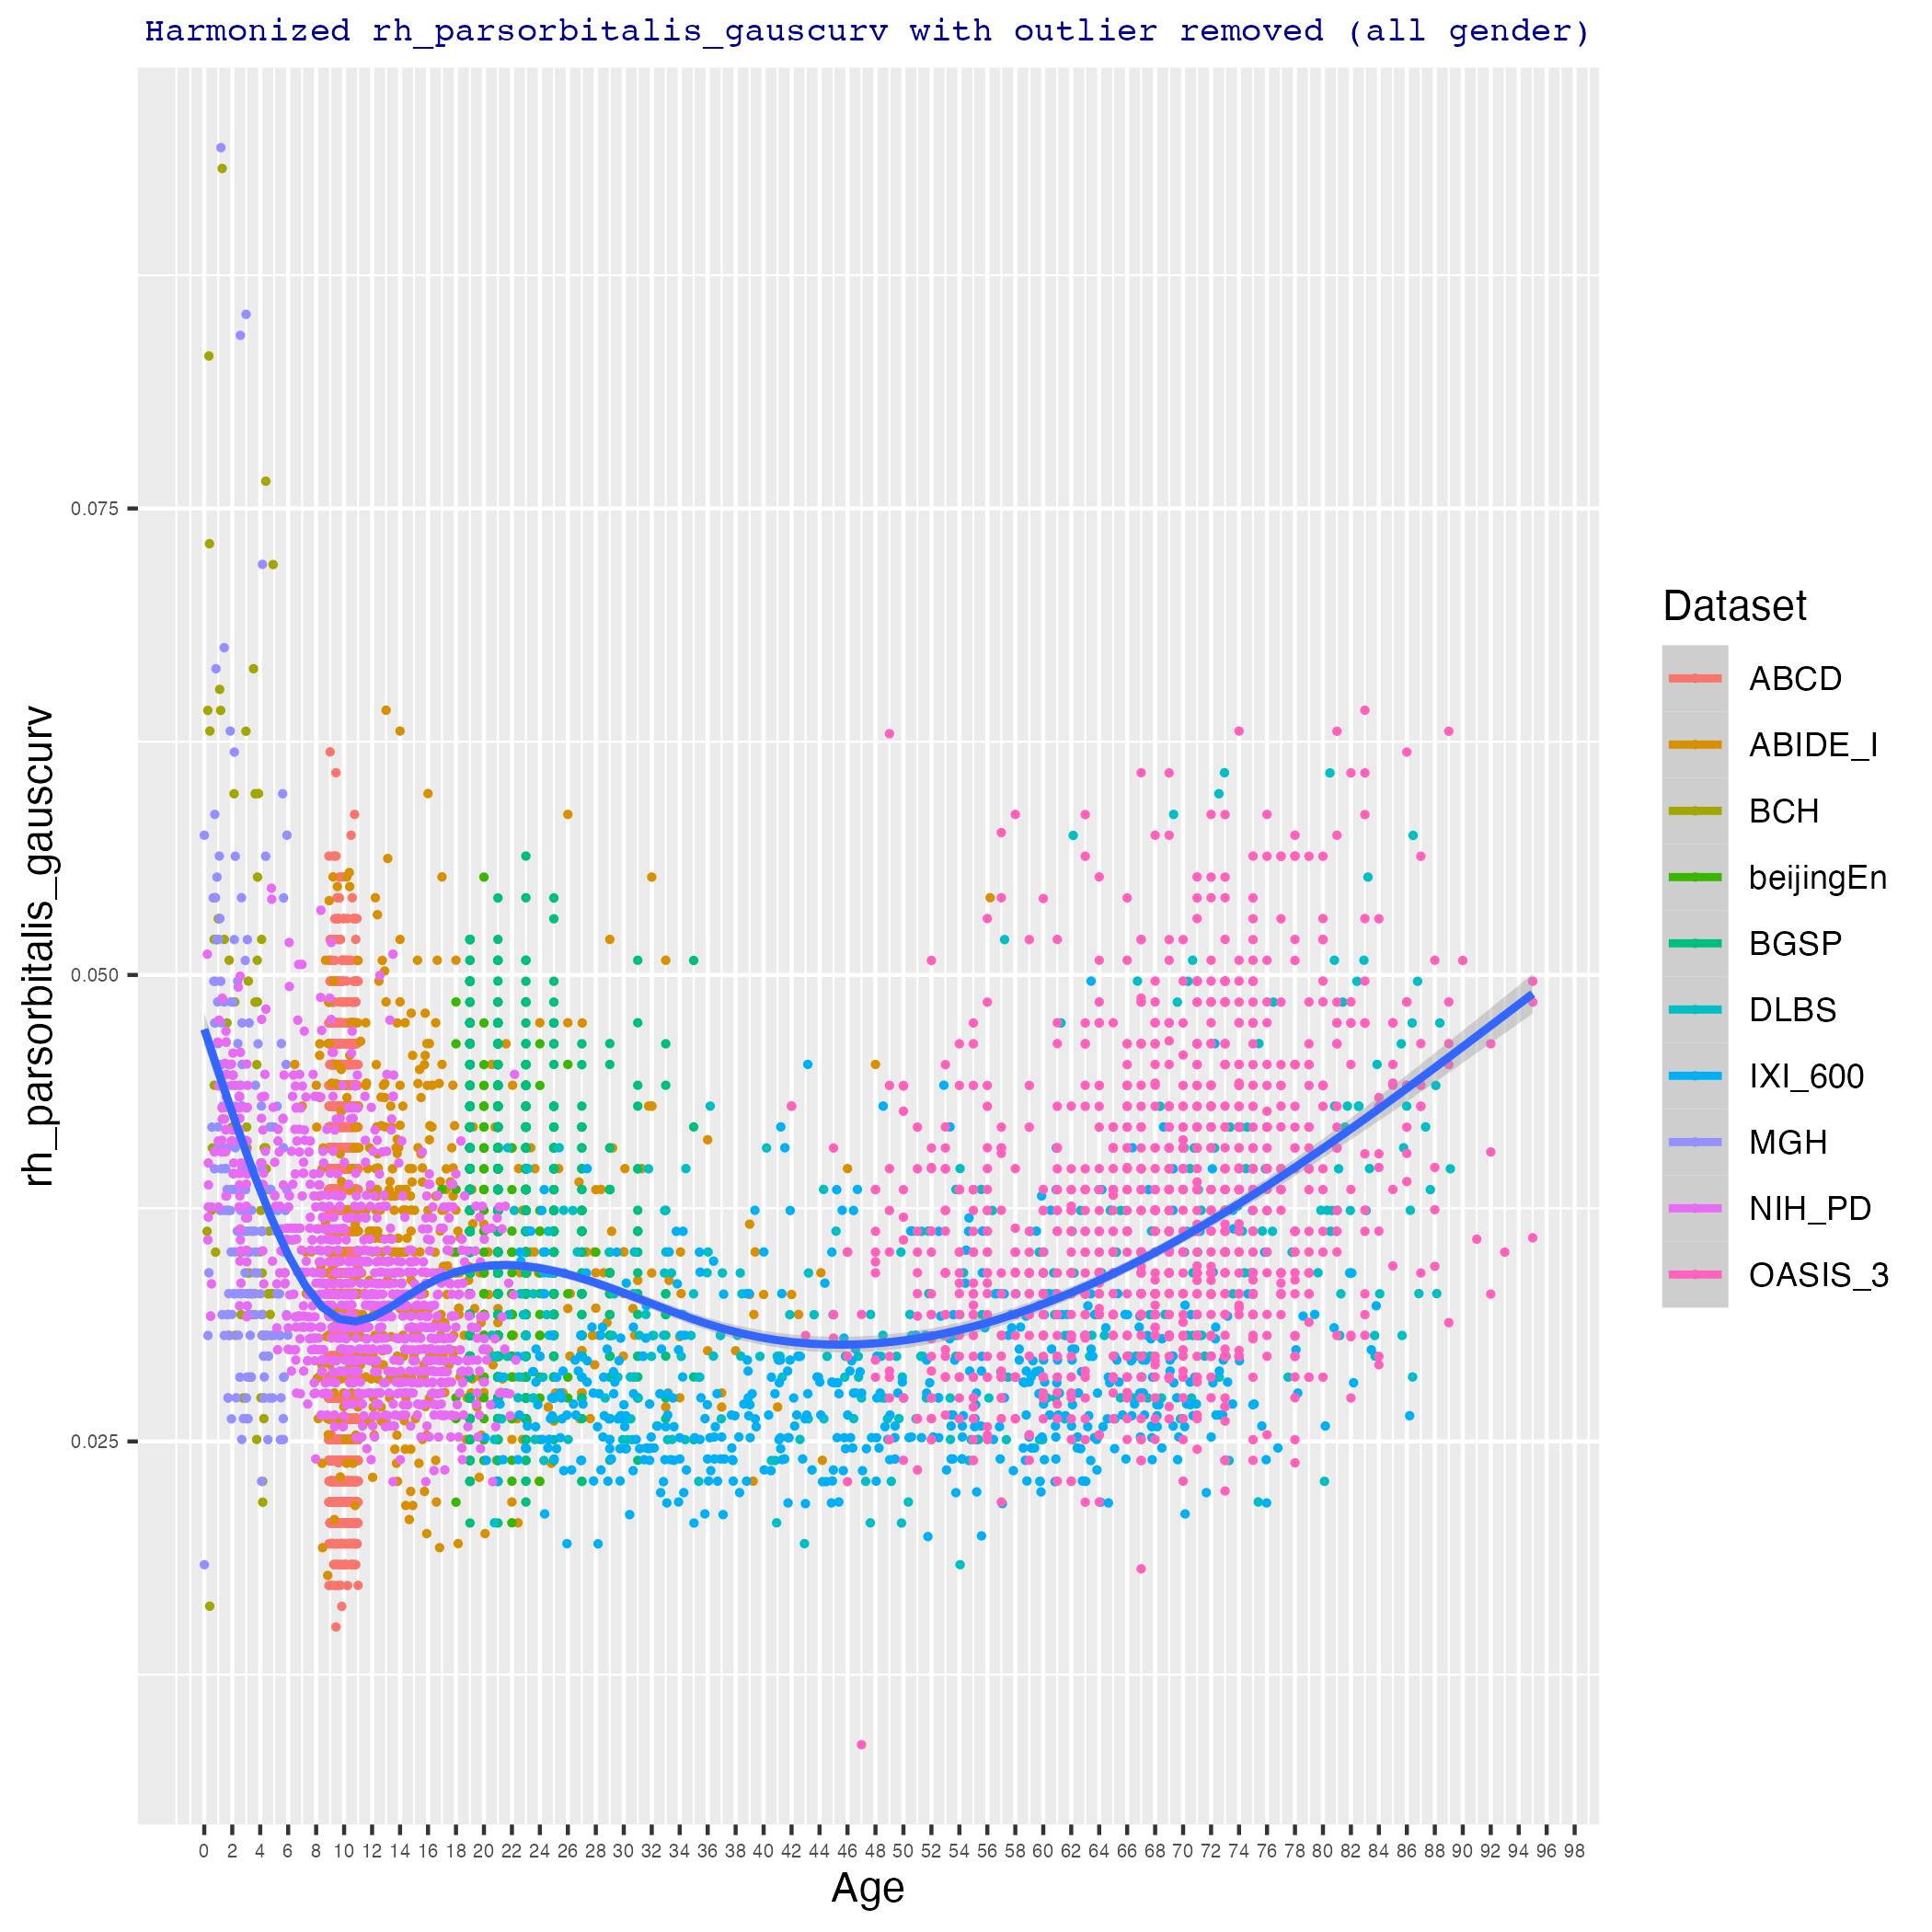 Harmonized rh_parsorbitalis_gauscurv with outlier removed (all gender)
rh_parsorbitalis_gauscurv
0.075
0.050
0.025
0 2 4 6 8 10 12 14 16 18 20 22 24 26 28 30 32 34 36 38 40 42 44 46 48 50 52 54 56 58 60 62 64 66 68 70 72 74 76 78 80 82 84 86 88 90 92 94 96 98
Age
Dataset
ABCD
ABIDE_I
BCH
beijingEn
BGSP
DLBS
IXI_600
MGH
NIH_PD
OASIS_3